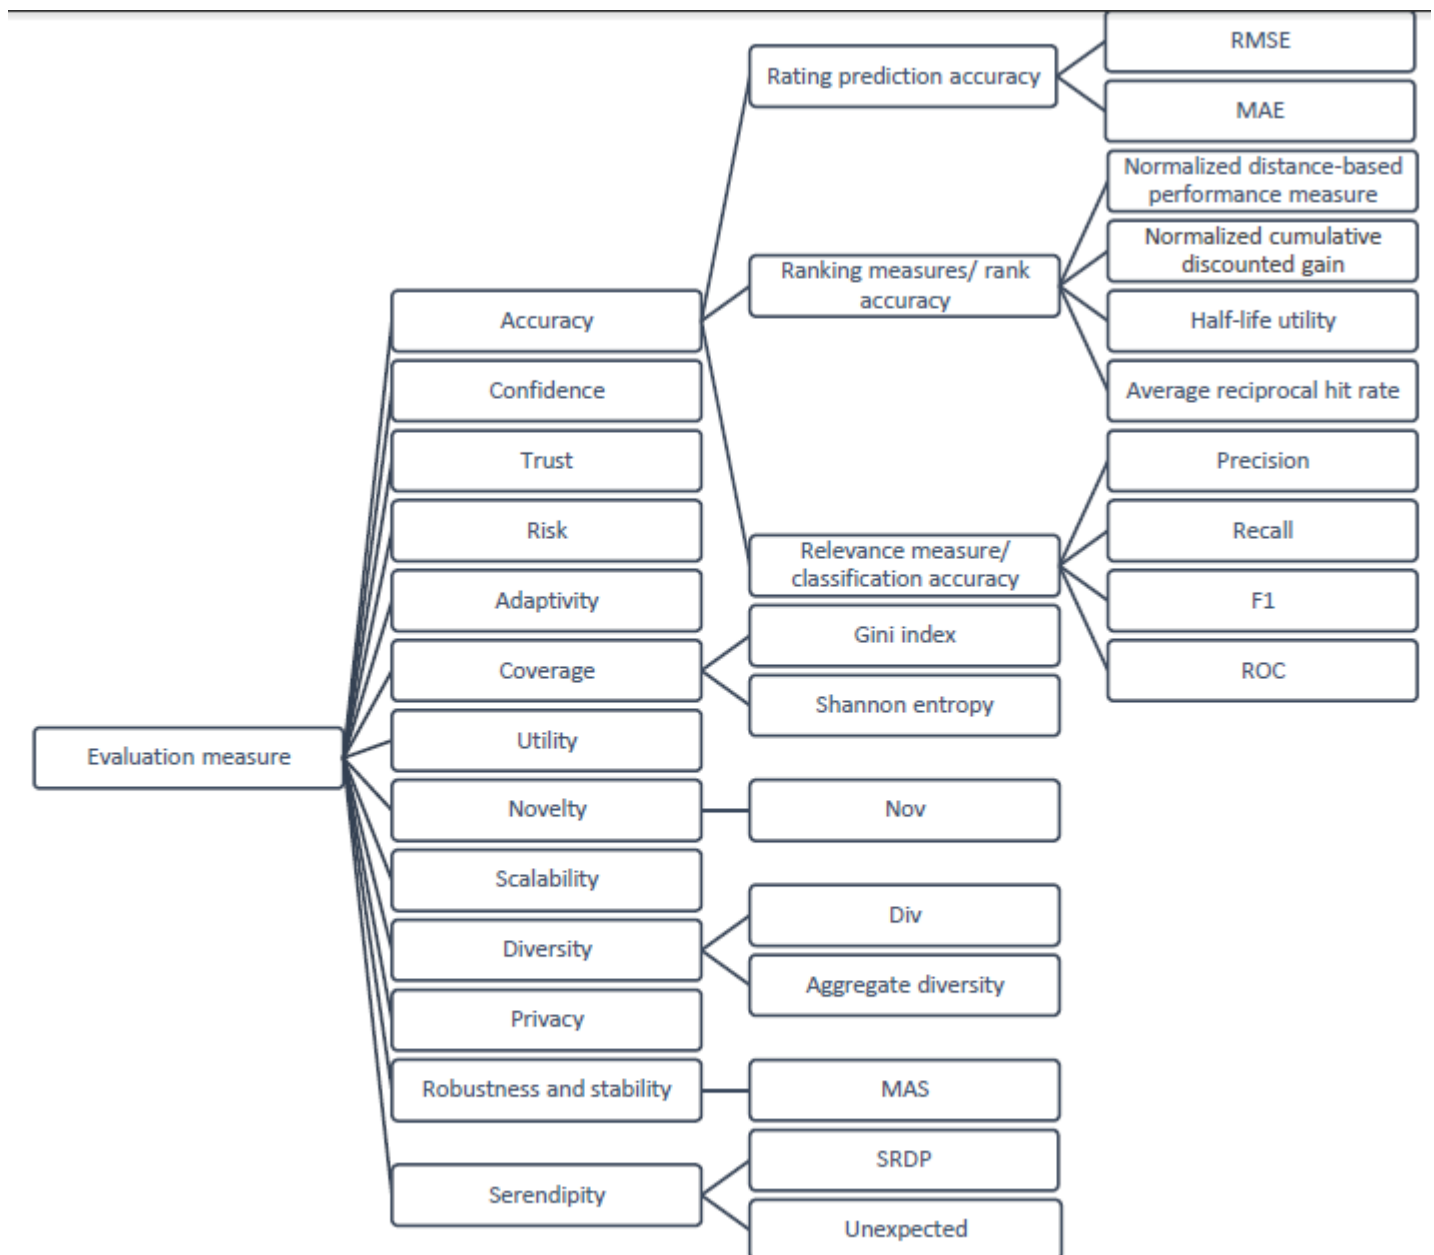 RMSE
Rating prediction accuracy
MAE
Normalized distance-based
performance measure
Normalized cumulative
discounted gain
Ranking measures/ rank
accuracy
Half-life utility
Accuracy
Average reciprocal hit rate
Confidence
Precision
Trust
Recall
Risk
Relevance measure/
classification accuracy
F1
Adaptivity
Gini index
ROC
Coverage
Shannon entropy
Utility
Evaluation measure
Novelty
Nov
Scalability
Div
Diversity
Aggregate diversity
Privacy
Robustness and stability
MAS
SRDP
Serendipity
Unexpected